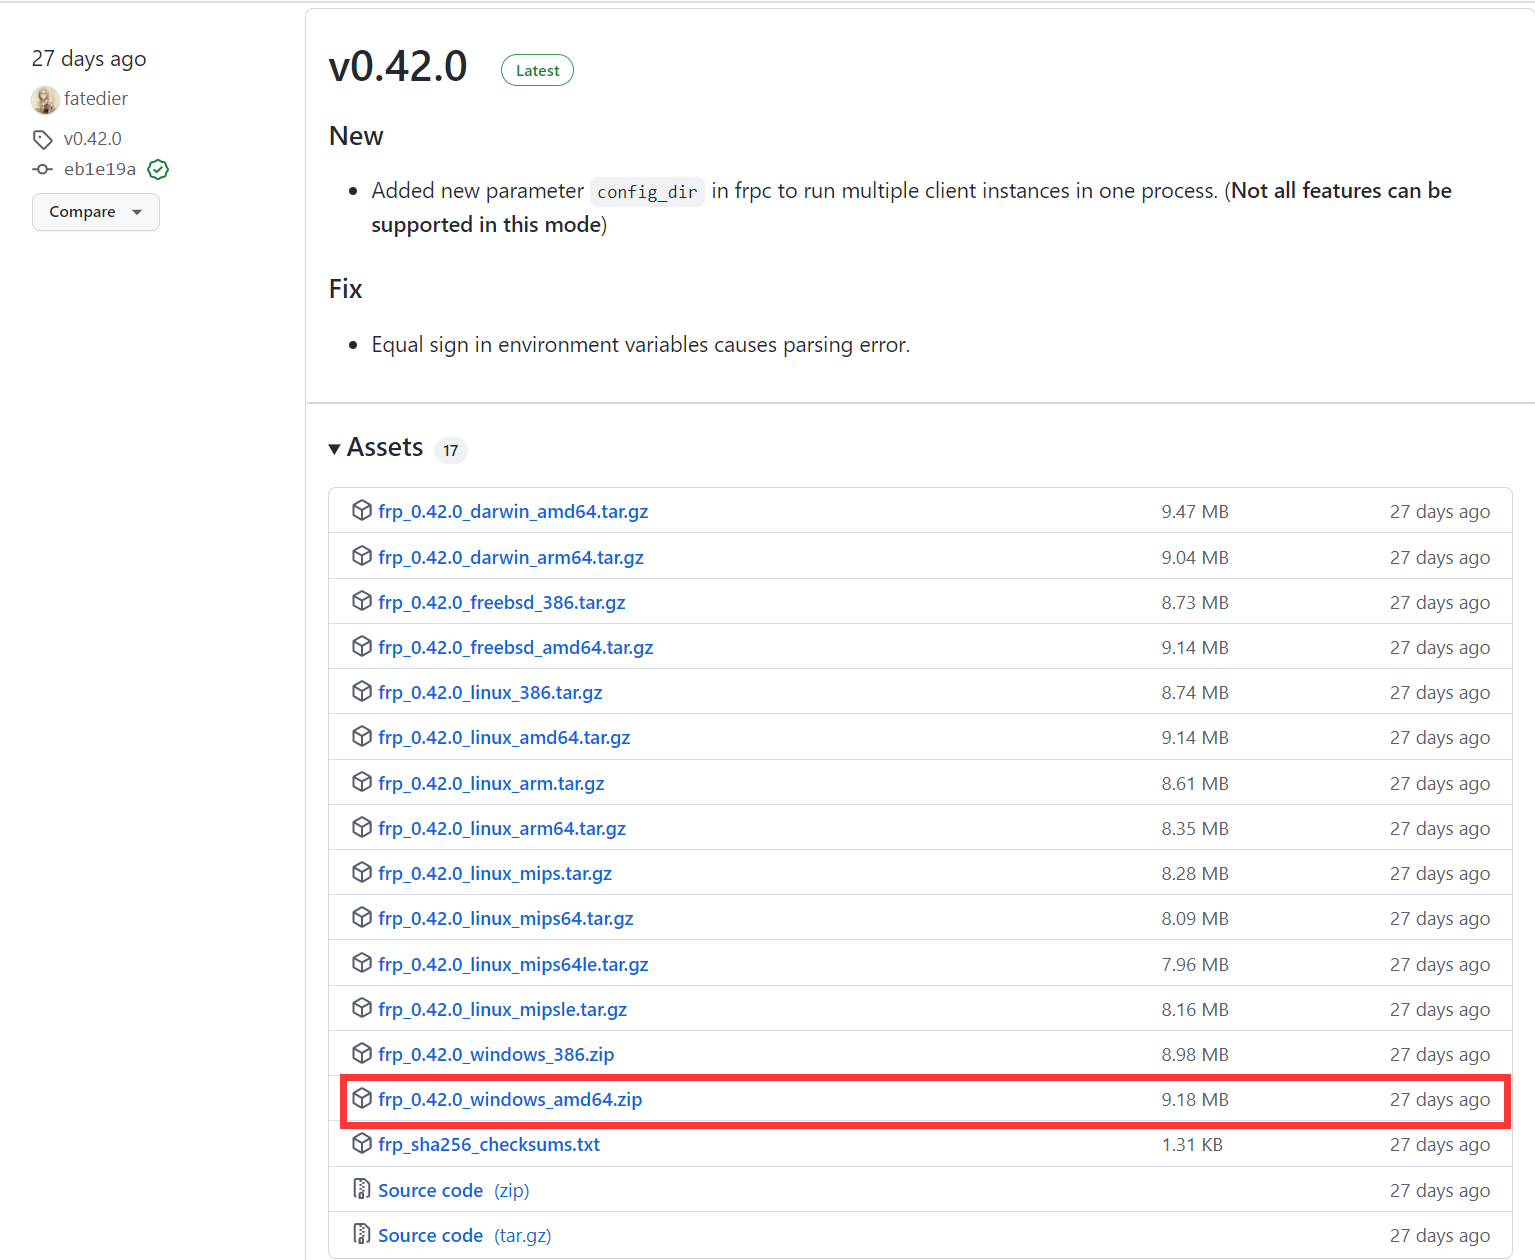 27 days ago
fatedier
v0.42.0
eb1e19a
Compare
v0.42.0 Latest
New
Added new parameter config_dir in frpc to run multiple client instances in one process. (Not all features can be
supported in this mode)
Fix
Equal sign in environment variables causes parsing error.
Assets 17
frp_0.42.0_darwin_amd64.tar.gz 9.47 MB 27 days ago
frp_0.42.0_darwin_arm64.tar.gz 9.04 MB 27 days ago
frp_0.42.0_freebsd_386.tar.gz 8.73 MB 27 days ago
frp_0.42.0_freebsd_amd64.tar.gz 9.14 MB 27 days ago
frp_0.42.0_linux_386.tar.gz 8.74 MB 27 days ago
frp_0.42.0_linux_amd64.tar.gz 9.14 MB 27 days ago
frp_0.42.0_linux_arm.tar.gz 8.61 MB 27 days ago
frp_0.42.0_linux_arm64.tar.gz 8.35 MB 27 days ago
frp_0.42.0_linux_mips.tar.gz 8.28 MB 27 days ago
frp_0.42.0_linux_mips64.tar.gz 8.09 MB 27 days ago
frp_0.42.0_linux_mips64le.tar.gz 7.96 MB 27 days ago
frp_0.42.0_linux_mipsle.tar.gz 8.16 MB 27 days ago
frp_0.42.0_windows_386.zip 8.98 MB 27 days ago
frp_0.42.0_windows_amd64.zip 9.18 MB 27 days ago
frp_sha256_checksums.txt 1.31 KB 27 days ago
Source code (zip) 27 days ago
Source code (tar.gz) 27 days ago